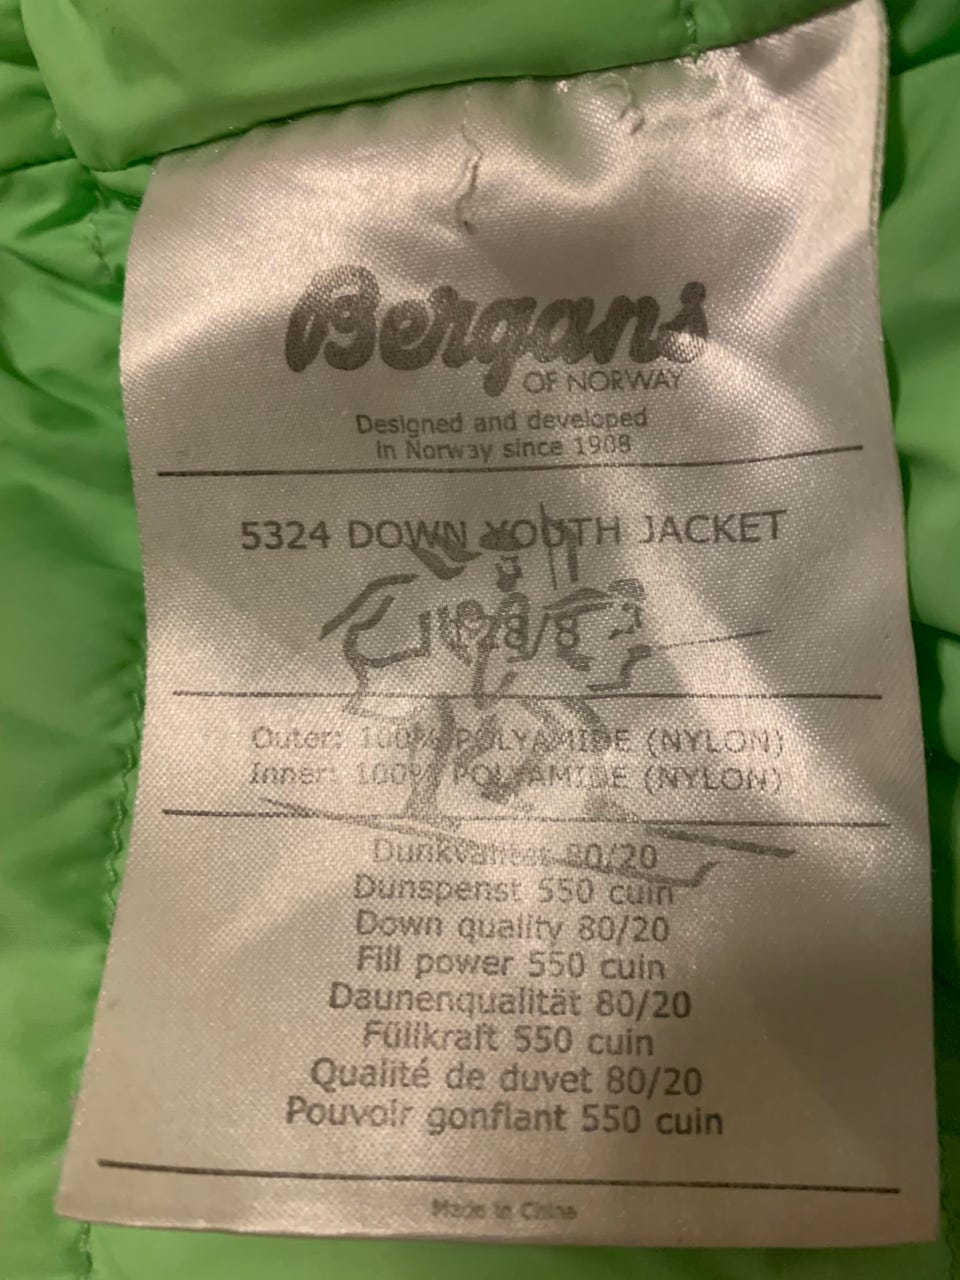 Bergans
OF NORWAY
Designed and developed
in Norway since 1908
5324 DOWN YOUTH JACKET
128/8
Outer: 100% POLYAMIDE (NYLON)
Inner: 100% POLYAMIDE (NYLON)
Dunkvalitet 80/20
Dunspenst 550 cuin
Down quality 80/20
Fill power 550 cuin
Daunenqualität 80/20
Füllkraft 550 cuin
Qualité de duvet 80/20
Pouvoir gonflant 550 cuin
Made in China